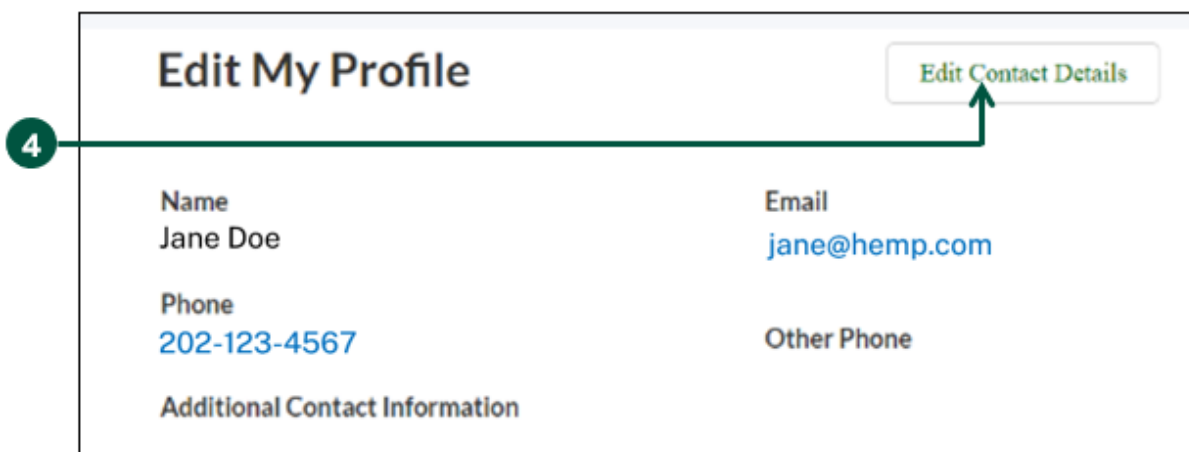 Edit My Profile
Edit Contact Details
4
Name
Jane Doe
Email
jane@hemp.com
Phone
202-123-4567
Other Phone
Additional Contact Information